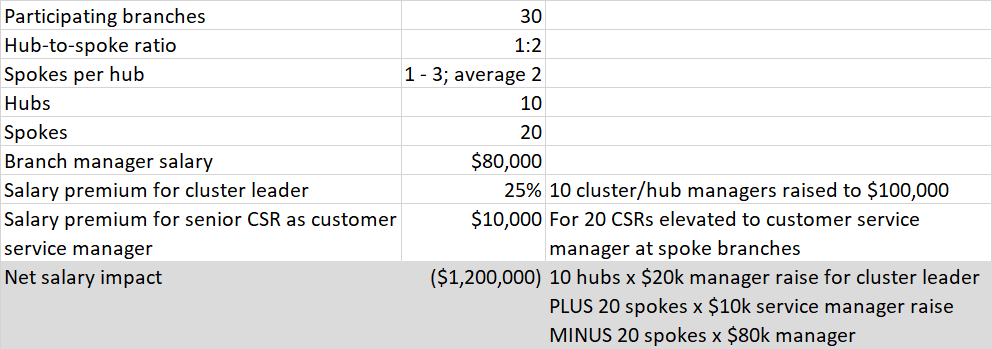 Participating branches 30
Hub-to-spoke ratio 1:2
Spokes per hub 1 - 3; average 2
Hubs 10
Spokes 20
Branch manager salary $80,000
Salary premium for cluster leader 25% 10 cluster/hub managers raised to $100,000
Salary premium for senior CSR as customer $10,000 For 20 CSRs elevated to customer service
service manager manager at spoke branches
Net salary impact ($1,200,000) 10 hubs x $20k manager raise for cluster leader
PLUS 20 spokes x $10k service manager raise
MINUS 20 spokes x $80k manager